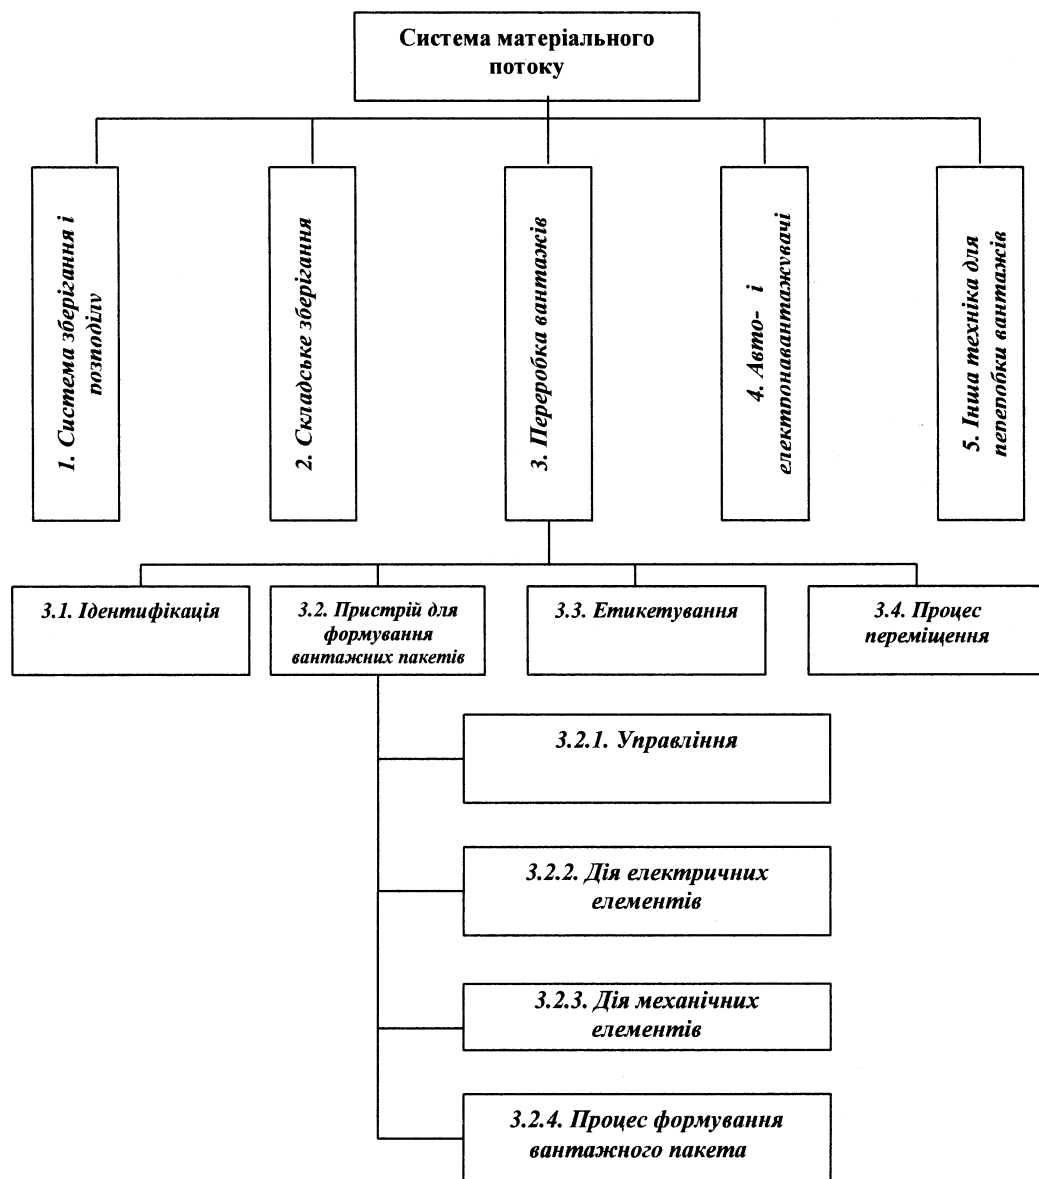 Система матеріального
потоку
1. Система зберігання і
розподілу
2. Складське зберігання
3. Переробка вантажів
4. Авто- і
електронавантажувачі
5. Інша техніка для
переробки вантажів
3.1. Ідентифікація
3.2. Пристрій для
формування
вантажних пакетів
3.3. Етикетування
3.4. Процес
переміщення
3.2.1. Управління
3.2.2. Дія електричних
елементів
3.2.3. Дія механічних
елементів
3.2.4. Процес формування
вантажного пакета